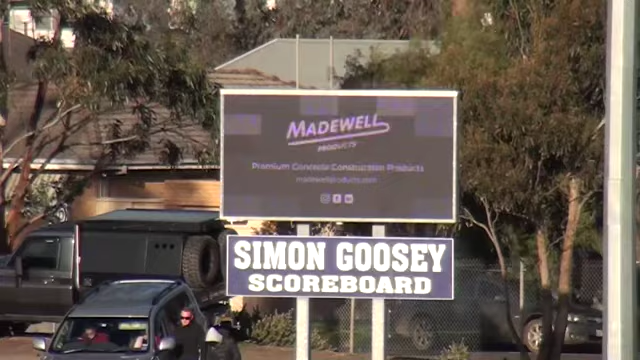 MADEWELL
PRODUCTS
Premium Concrete Construction Products
madewellproducts.com
SIMON GOOSEY
SCOREBOARD